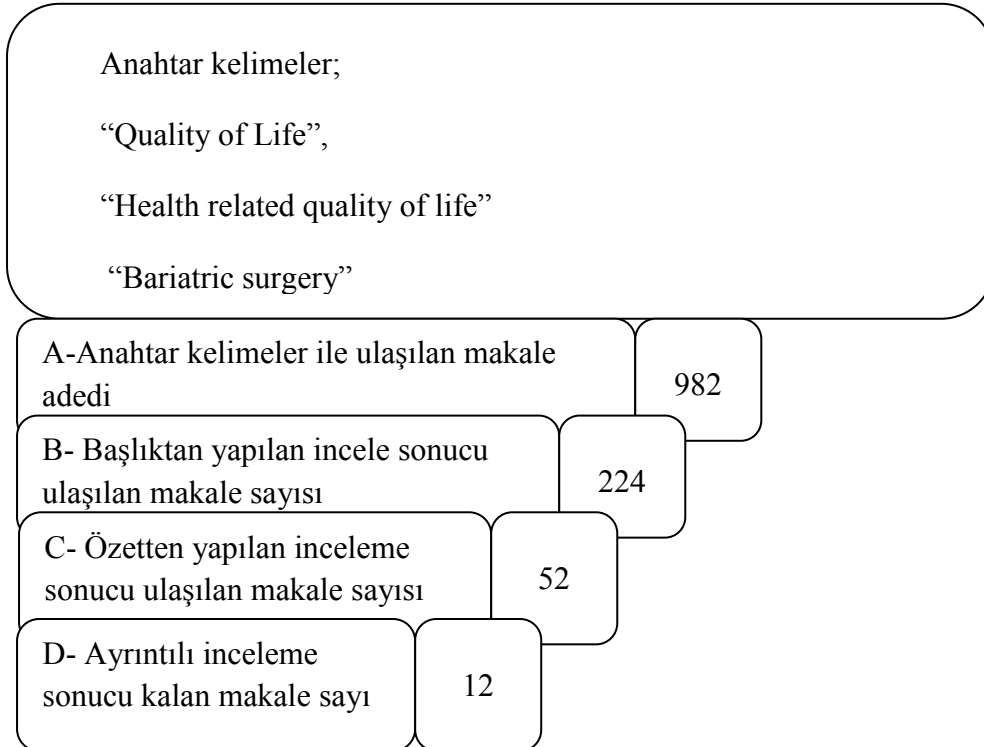 Anahtar kelimeler;
“Quality of Life”,
“Health related quality of life”
“Bariatric surgery”
A-Anahtar kelimeler ile ulaşılan makale
adedi
982
B- Başlıktan yapılan incele sonucu
ulaşılan makale sayısı
224
C- Özetten yapılan inceleme
sonucu ulaşılan makale sayısı
52
D- Ayrıntılı inceleme
sonucu kalan makale sayı
12